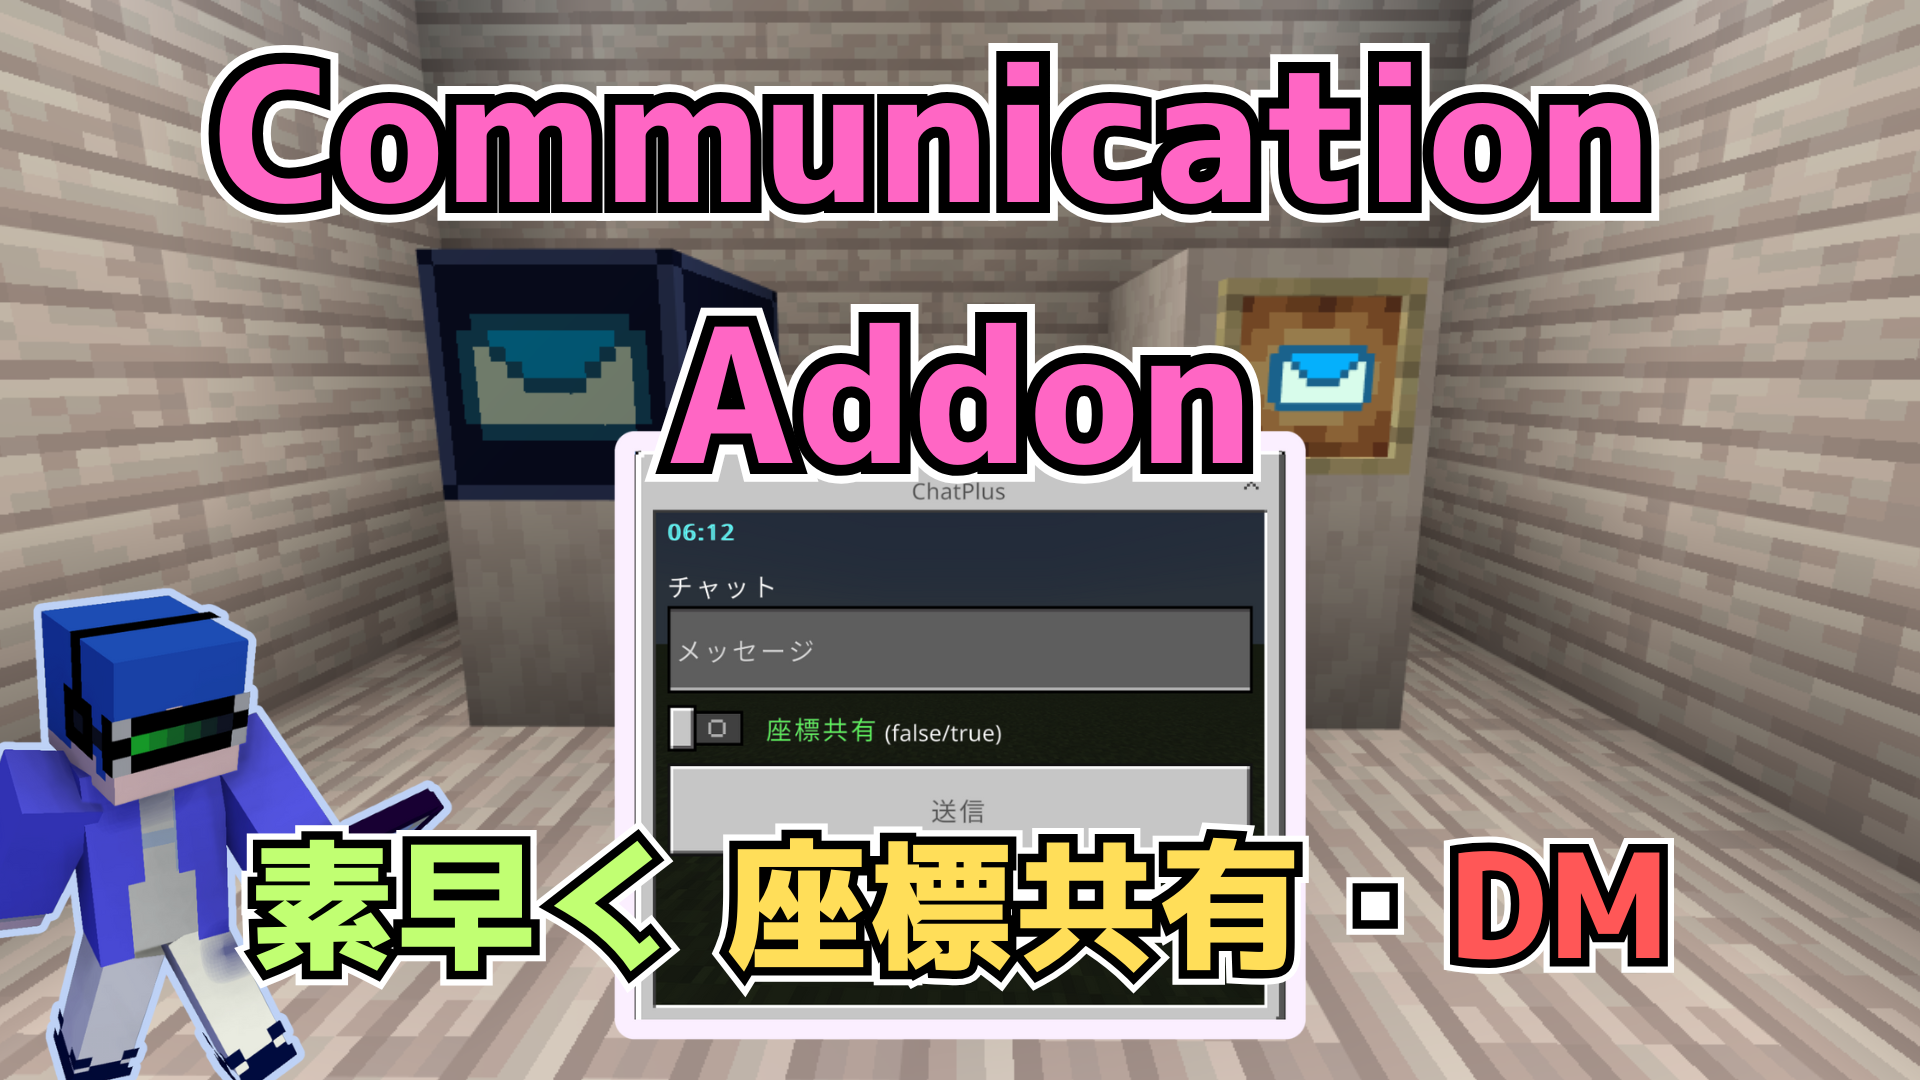 Communication
Addon
ChatPlus
06:12
チャット
メッセージ
座標共有 (false/true)
送信
素早く 座標共有・DM